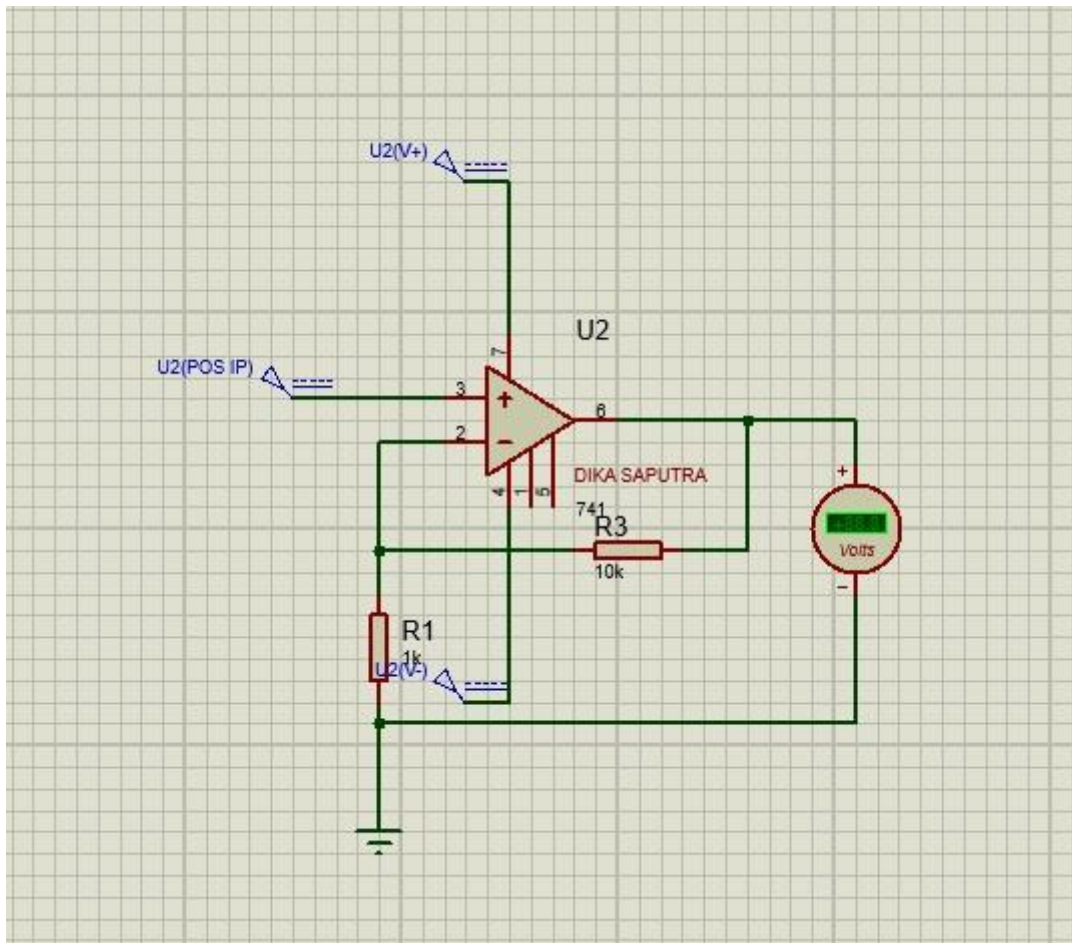 U2(V+)
U2
7
U2(POS IP)
3
+
6
2
−
DIKA SAPUTRA
4
1
5
741
+
R3
Volts
10k
−
R1
1k
U2(V-)